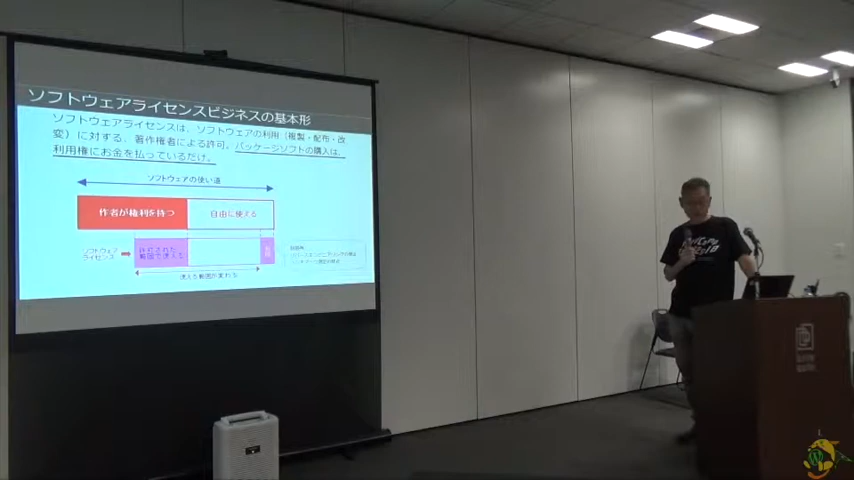 ソフトウェアライセンスビジネスの基本形
ソフトウェアライセンスは、ソフトウェアの利用（複製・配布・改
変）に対する、著作権者による許可。パッケージソフトの購入は、
利用権にお金を払っているだけ。
ソフトウェアの使い道
作者が権利を持つ
自由に使える
ソフトウェア
ライセンス
許可された
範囲で使える
使える範囲が変わる